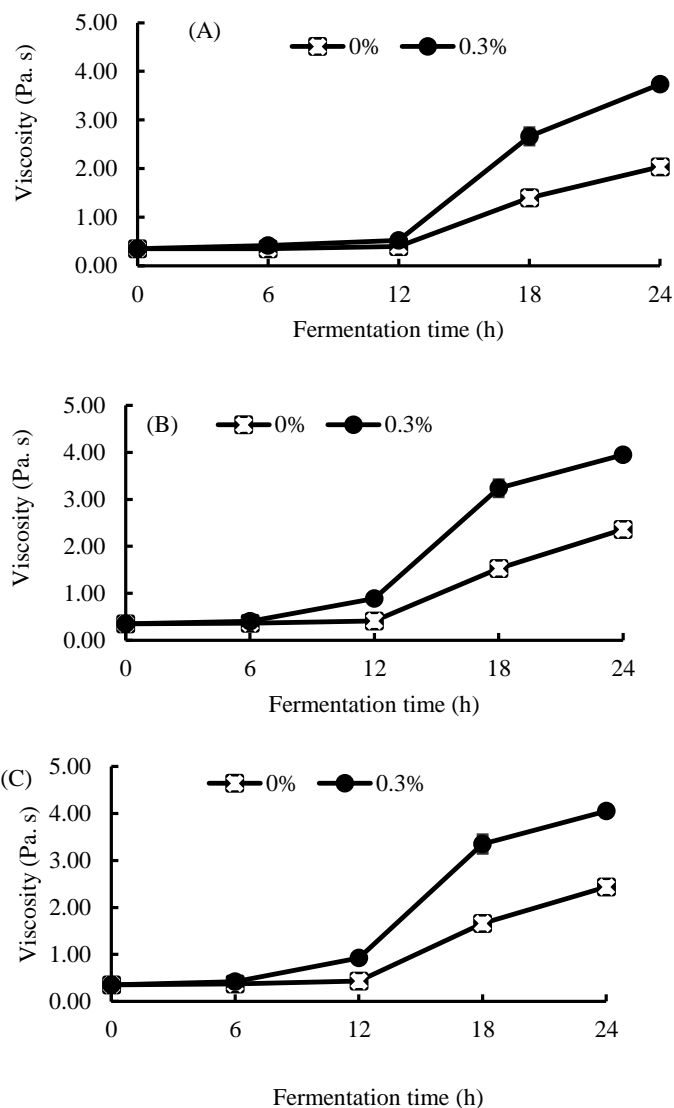 (A)
0% 0.3%
Viscosity (Pa. s)
5.00
4.00
3.00
2.00
1.00
0.00
0 6 12 18 24
Fermentation time (h)
(B)
0% 0.3%
Viscosity (Pa. s)
5.00
4.00
3.00
2.00
1.00
0.00
0 6 12 18 24
Fermentation time (h)
(C)
0% 0.3%
Viscosity (Pa. s)
5.00
4.00
3.00
2.00
1.00
0.00
0 6 12 18 24
Fermentation time (h)